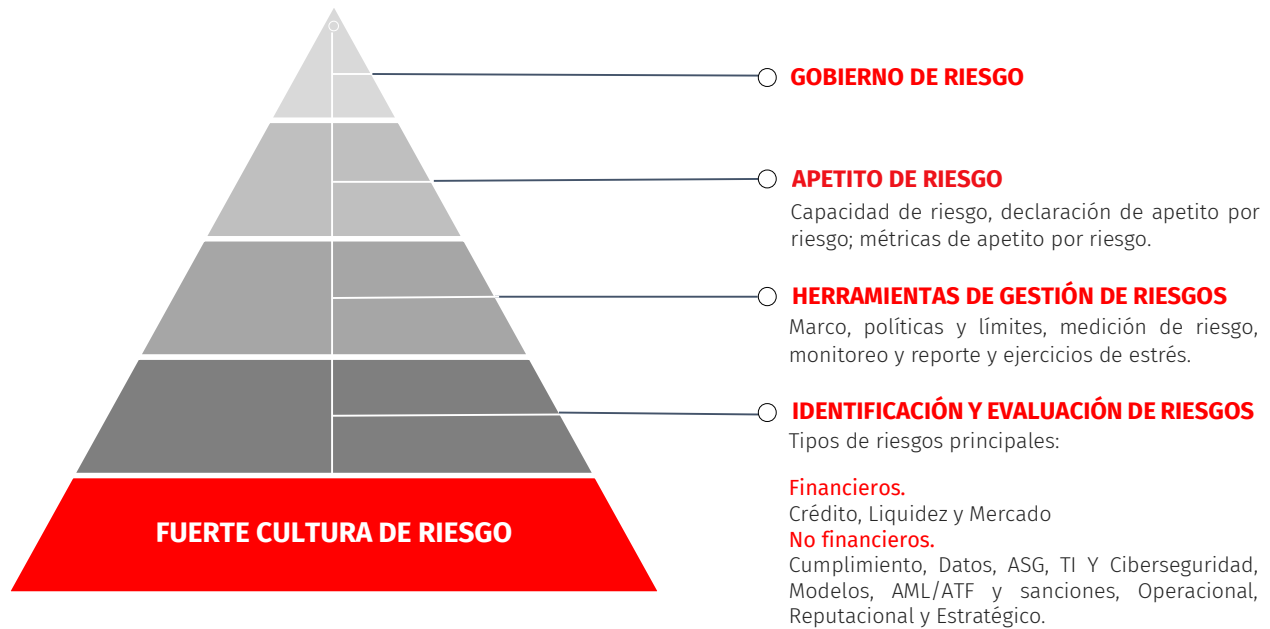 GOBIERNO DE RIESGO
APETITO DE RIESGO
Capacidad de riesgo, declaración de apetito por
riesgo; métricas de apetito por riesgo.
HERRAMIENTAS DE GESTIÓN DE RIESGOS
Marco, políticas y límites, medición de riesgo,
monitoreo y reporte y ejercicios de estrés.
IDENTIFICACIÓN Y EVALUACIÓN DE RIESGOS
Tipos de riesgos principales:
Financieros.
Crédito, Liquidez y Mercado
No financieros.
Cumplimiento, Datos, ASG, TI Y Ciberseguridad,
Modelos, AML/ATF y sanciones, Operacional,
Reputacional y Estratégico.
FUERTE CULTURA DE RIESGO